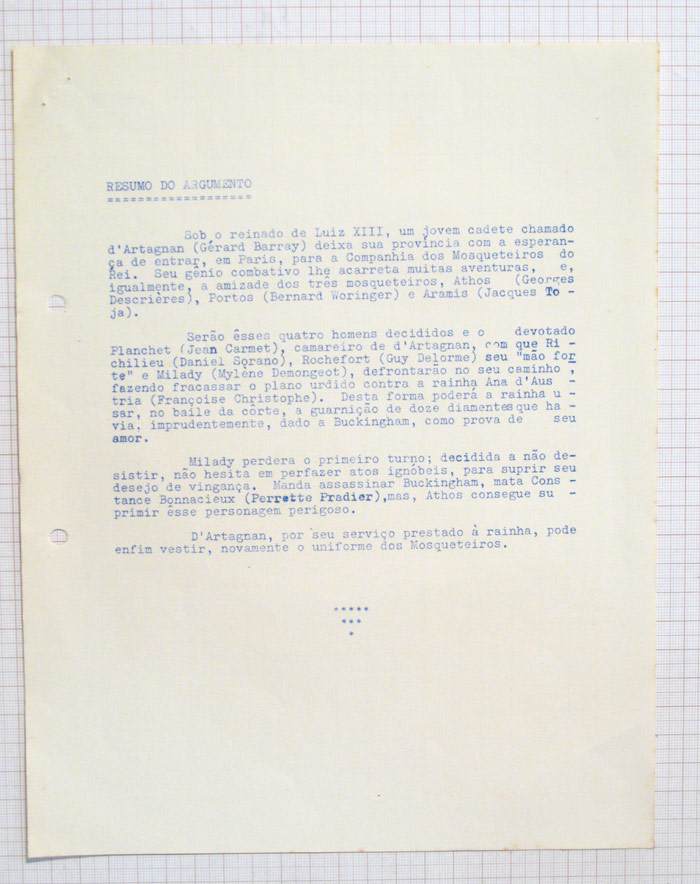 RESUMO DO ARGUMENTO
===================
Sob o reinado de Luiz XIII, um jovem cadete chamado
d'Artagnan (Gérard Barray) deixa sua província com a esperan-
ça de entrar, em Paris, para a Companhia dos Mosqueteiros do
Rei. Seu gênio combativo lhe acarreta muitas aventuras, e,
igualmente, a amizade dos três mosqueteiros, Athos (Georges
Descrières), Portos (Bernard Woringer) e Aramis (Jacques To -
ja).
Serão êsses quatro homens decididos e o devotado
Planchet (Jean Carmet), camareiro de d'Artagnan, com que Ri -
chilieu (Daniel Sorano), Rochefort (Guy Delorme) seu "mão for
te" e Milady (Mylène Demongeot), defrontarão no seu caminho ,
fazendo fracassar o plano urdido contra a rainha Ana d'Aus -
tria (Françoise Christophe). Desta forma poderá a rainha u -
sar, no baile da côrte, a guarnição de doze diamentes que ha -
via, imprudentemente, dado a Buckingham, como prova de seu
amor.
Milady perdera o primeiro turno; decidida a não de-
sistir, não hesita em perfazer atos ignóbeis, para suprir seu
desejo de vingança. Manda assassinar Buckingham, mata Cons -
tance Bonnacieux (Perrette Pradier),mas, Athos consegue su -
primir êsse personagem perigoso.
D'Artagnan, por seu serviço prestado à rainha, pode
enfim vestir, novamente o uniforme dos Mosqueteiros.
*****
***
*